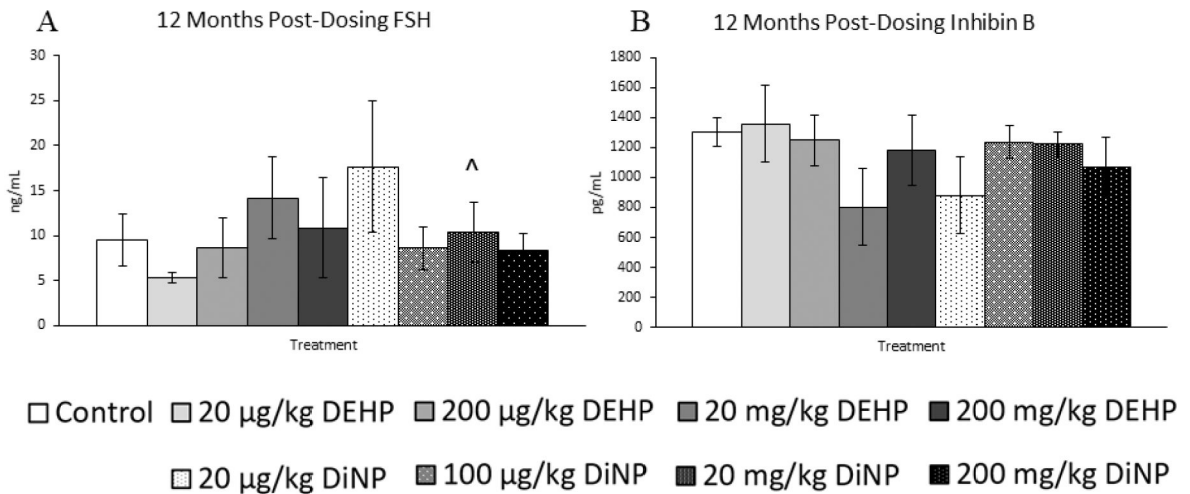 A
12 Months Post-Dosing FSH
30
25
20
15
10
5
0
ng/mL
^
Treatment
B
12 Months Post-Dosing Inhibin B
1800
1600
1400
1200
1000
800
600
400
200
0
pg/mL
Treatment
Control 20 µg/kg DEHP 200 µg/kg DEHP 20 mg/kg DEHP 200 mg/kg DEHP
20 µg/kg DiNP 100 µg/kg DiNP 20 mg/kg DiNP 200 mg/kg DiNP